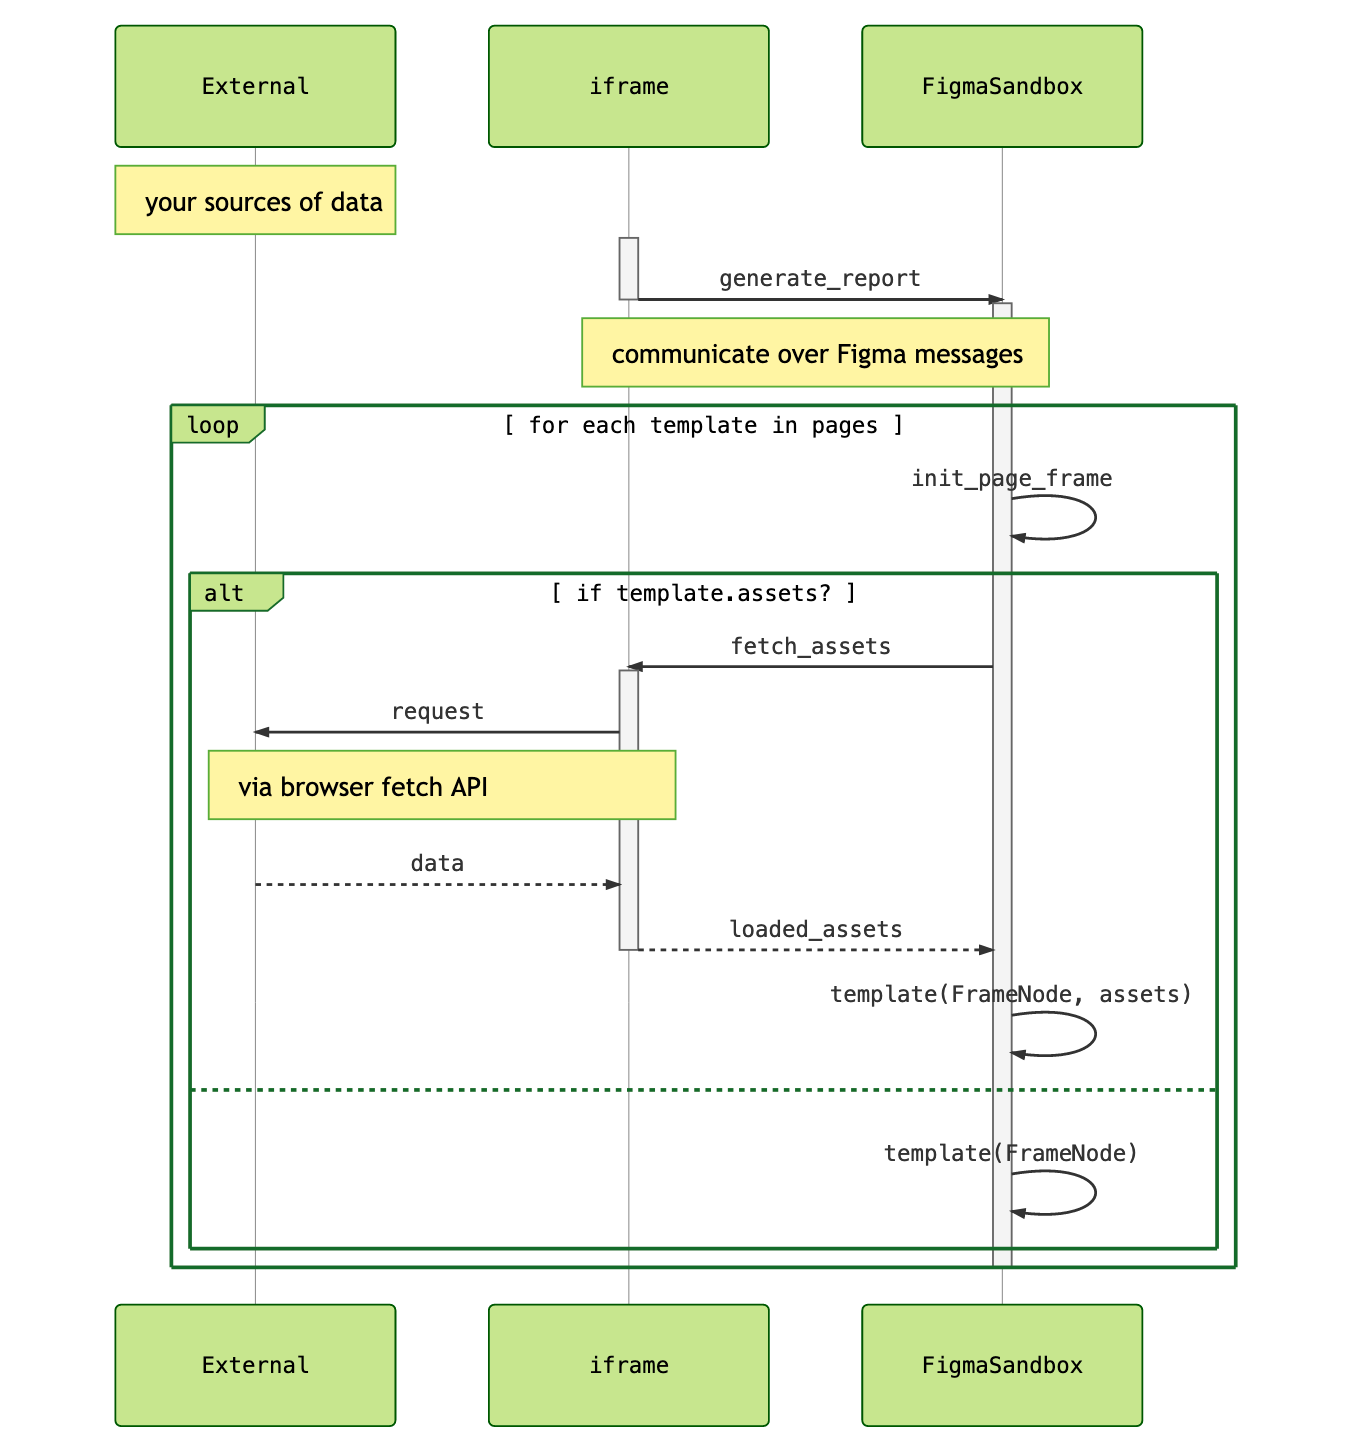 External
iframe
FigmaSandbox
your sources of data
generate_report
communicate over Figma messages
loop
[ for each template in pages ]
init_page_frame
alt
[ if template.assets? ]
fetch_assets
request
via browser fetch API
data
loaded_assets
template(FrameNode, assets)
template(FrameNode)
External
iframe
FigmaSandbox